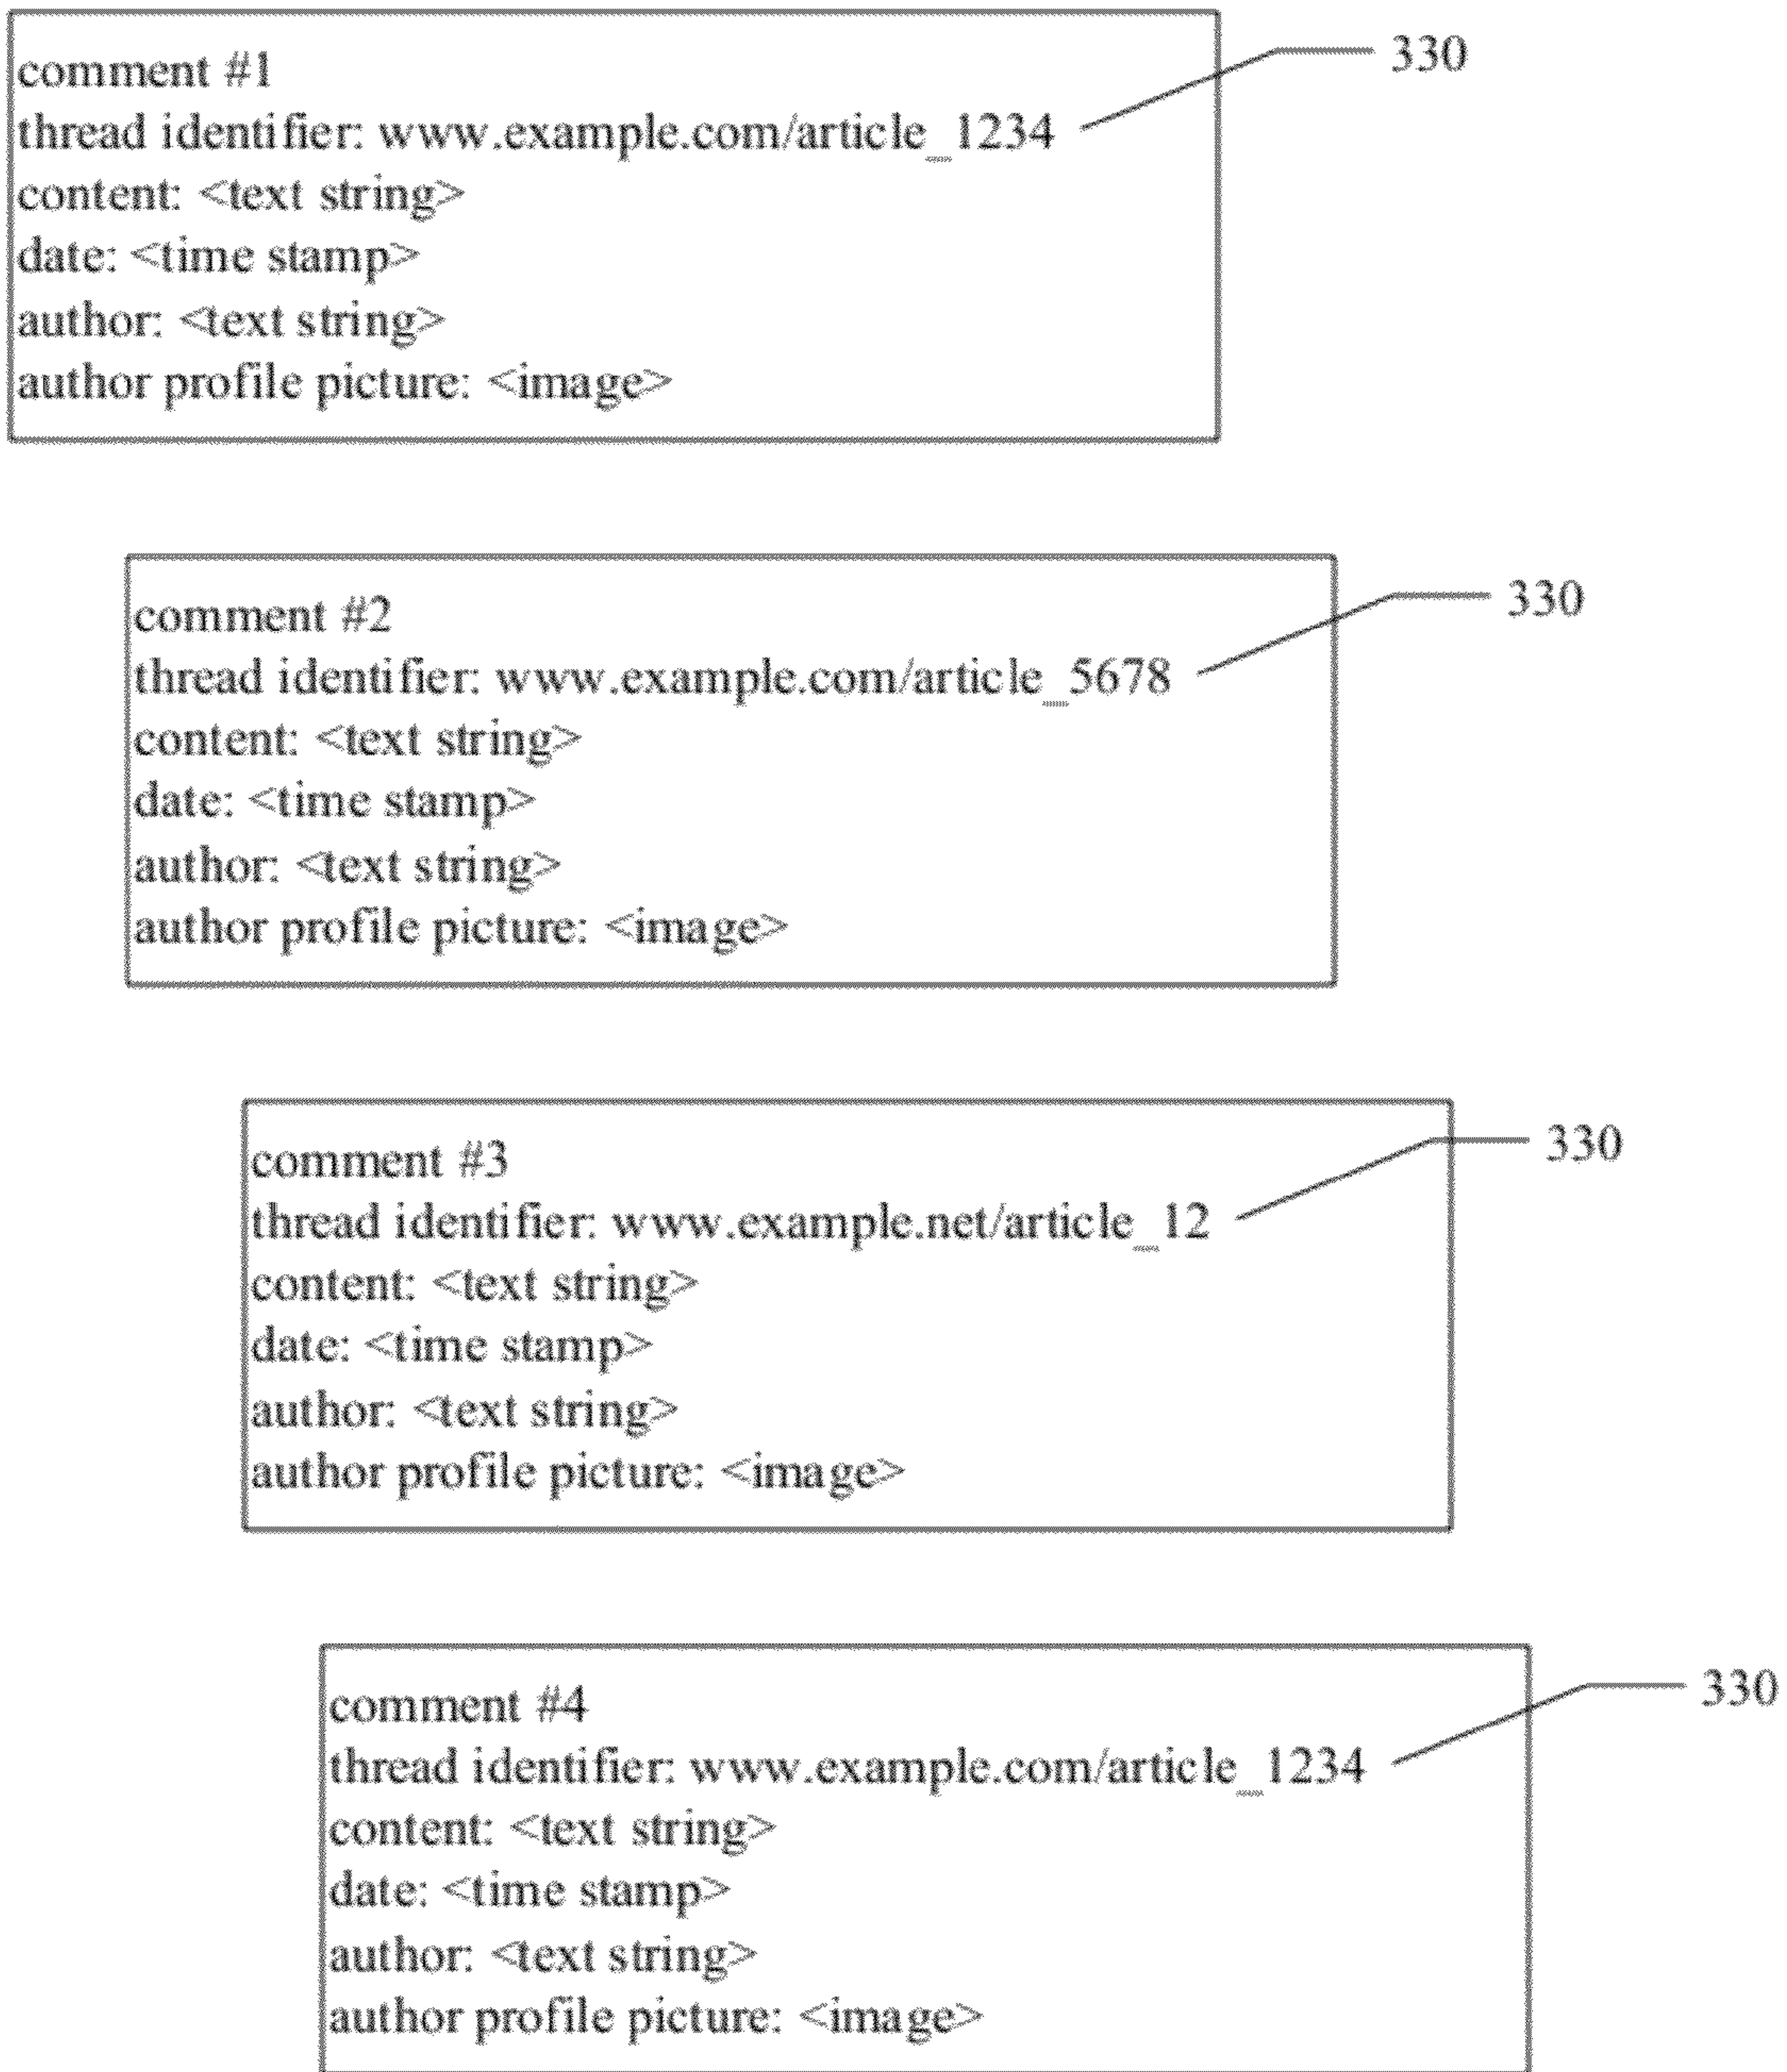 comment #1
330
thread identifier: www.example.com/article_1234
content: <text string>
date: <time stamp>
author: <text string>
author profile picture: <image>
comment #2
330
thread identifier: www.example.com/article_5678
content: <text string>
date: <time stamp>
author: <text string>
author profile picture: <image>
comment #3
330
thread identifier: www.example.net/article_12
content: <text string>
date: <time stamp>
author: <text string>
author profile picture: <image>
comment #4
330
thread identifier: www.example.com/article_1234
content: <text string>
date: <time stamp>
author: <text string>
author profile picture: <image>